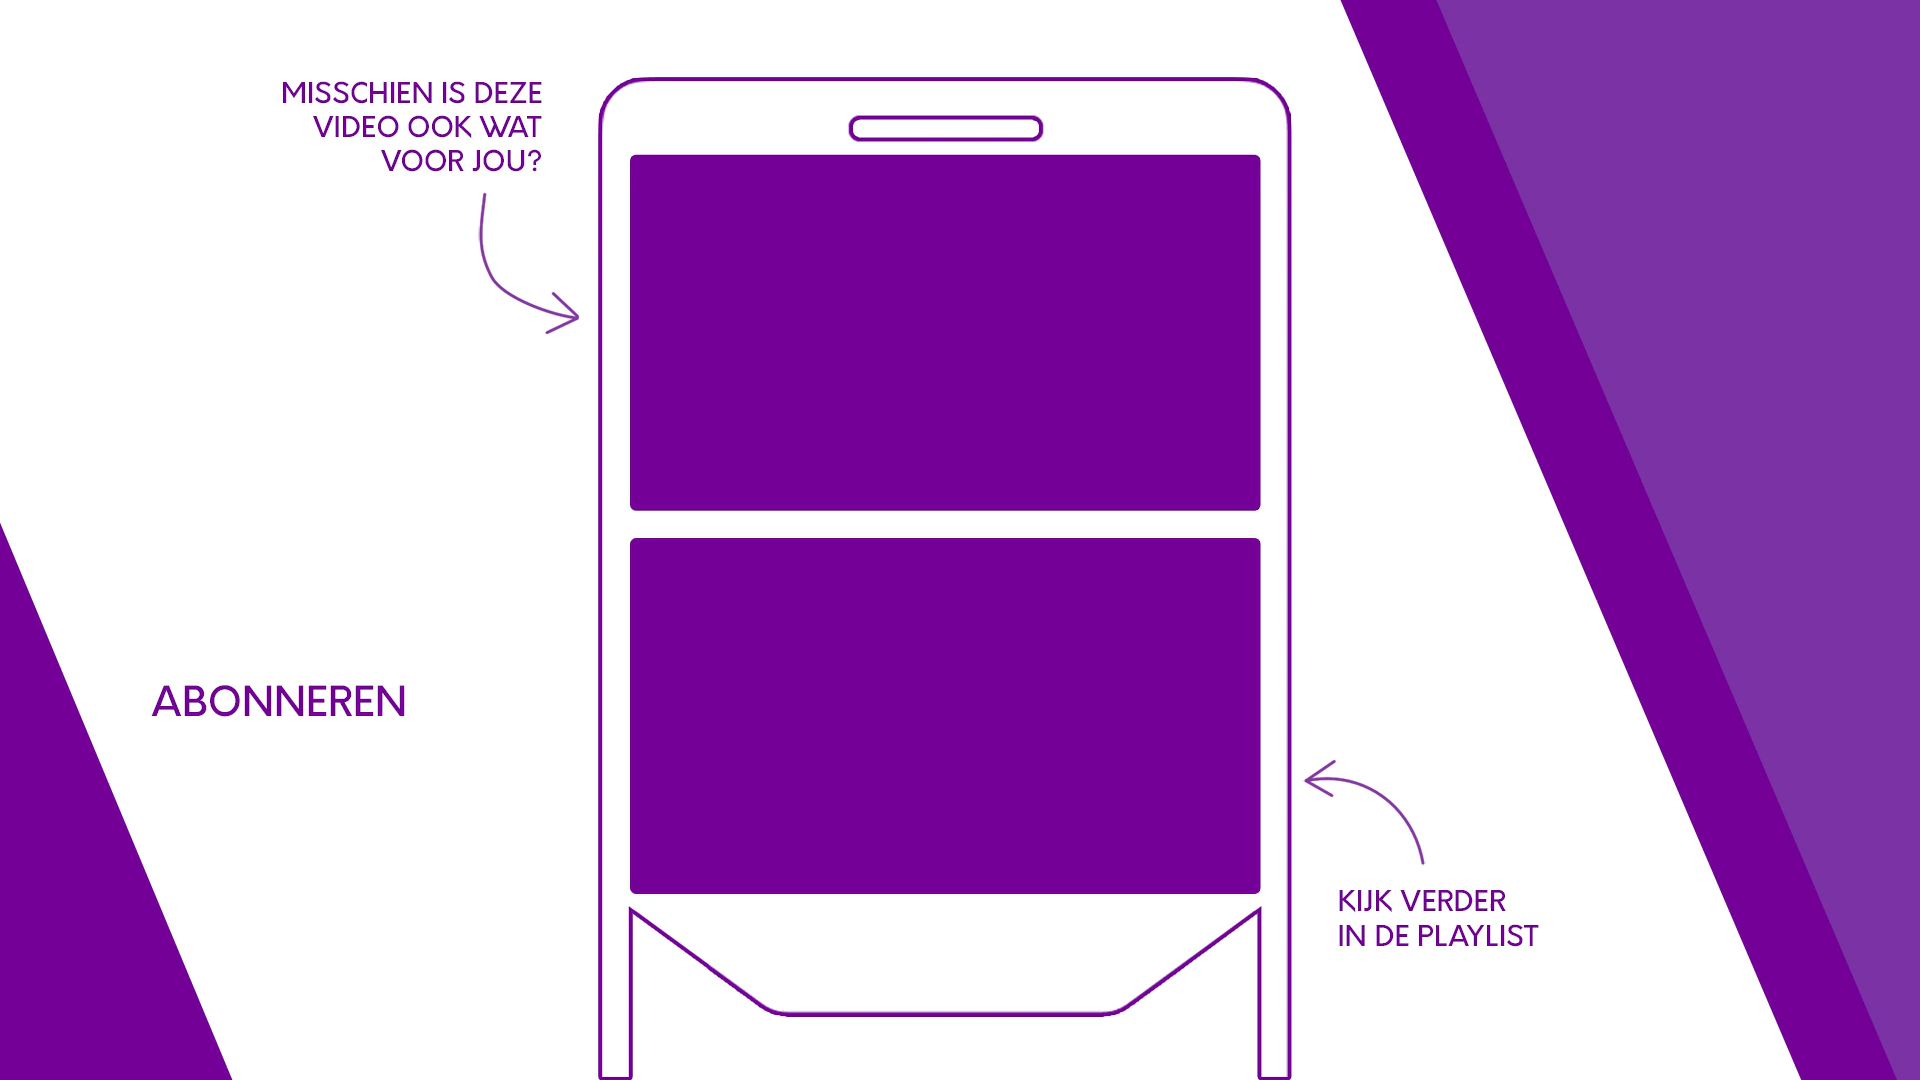 MISSCHIEN IS DEZE
VIDEO OOK WAT
VOOR JOU?
ABONNEREN
KIJK VERDER
IN DE PLAYLIST